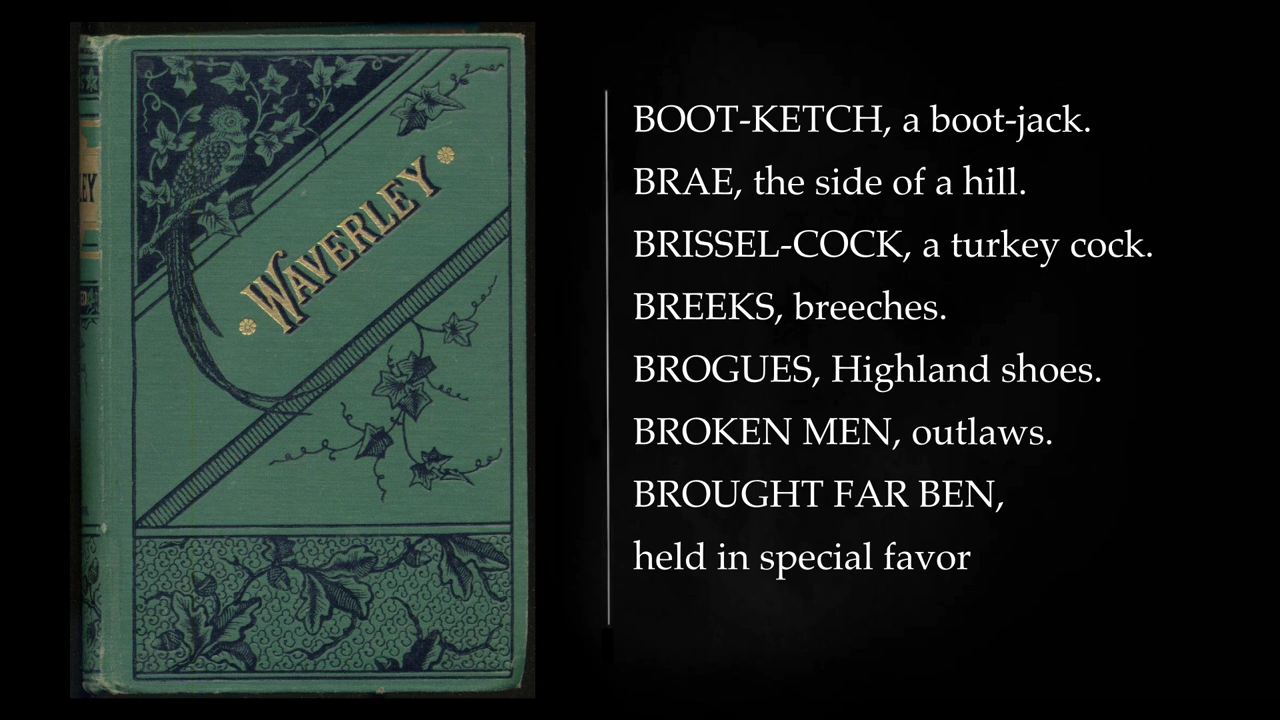 WAVERLEY
LEY
BOOT-KETCH, a boot-jack.
BRAE, the side of a hill.
BRISSEL-COCK, a turkey cock.
BREEKS, breeches.
BROGUES, Highland shoes.
BROKEN MEN, outlaws.
BROUGHT FAR BEN,
held in special favor